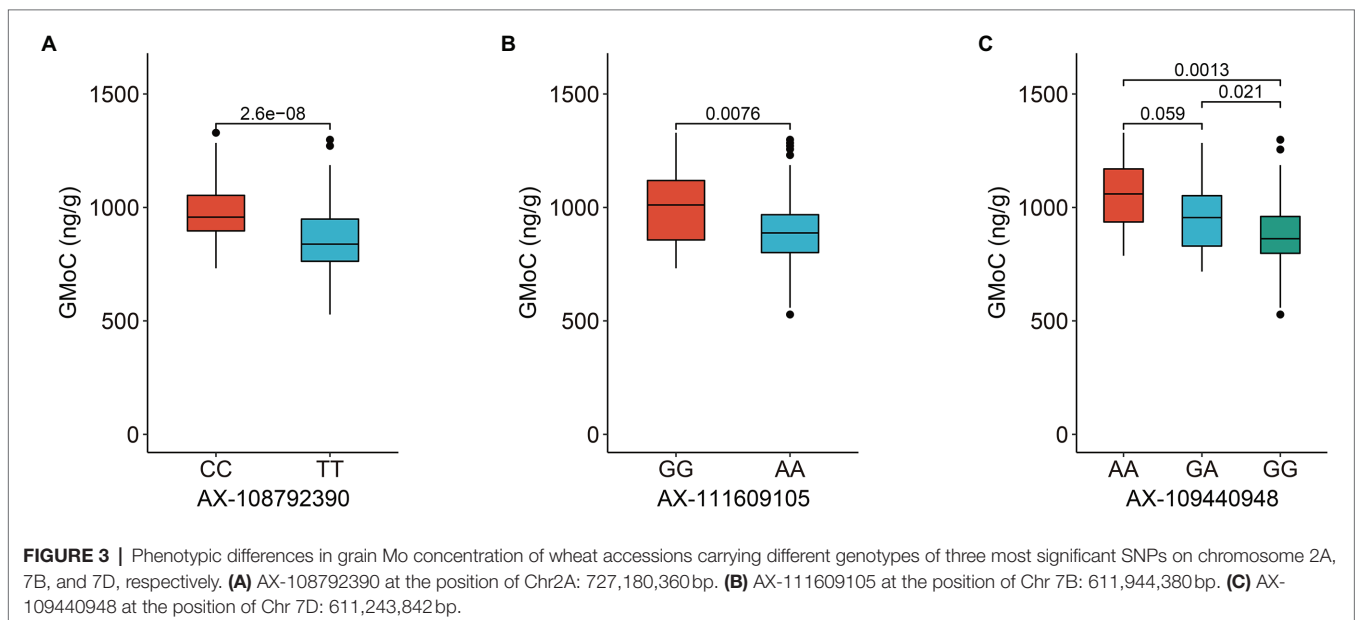 A
B
C
GMoC (ng/g)
1500
1000
500
0
2.6e−08
CC TT
AX-108792390
GMoC (ng/g)
1500
1000
500
0
0.0076
GG AA
AX-111609105
GMoC (ng/g)
1500
1000
500
0
0.0013
0.021
0.059
AA GA GG
AX-109440948
FIGURE 3 | Phenotypic differences in grain Mo concentration of wheat accessions carrying different genotypes of three most significant SNPs on chromosome 2A,
7B, and 7D, respectively. (A) AX-108792390 at the position of Chr2A: 727,180,360 bp. (B) AX-111609105 at the position of Chr 7B: 611,944,380 bp. (C) AX-
109440948 at the position of Chr 7D: 611,243,842 bp.